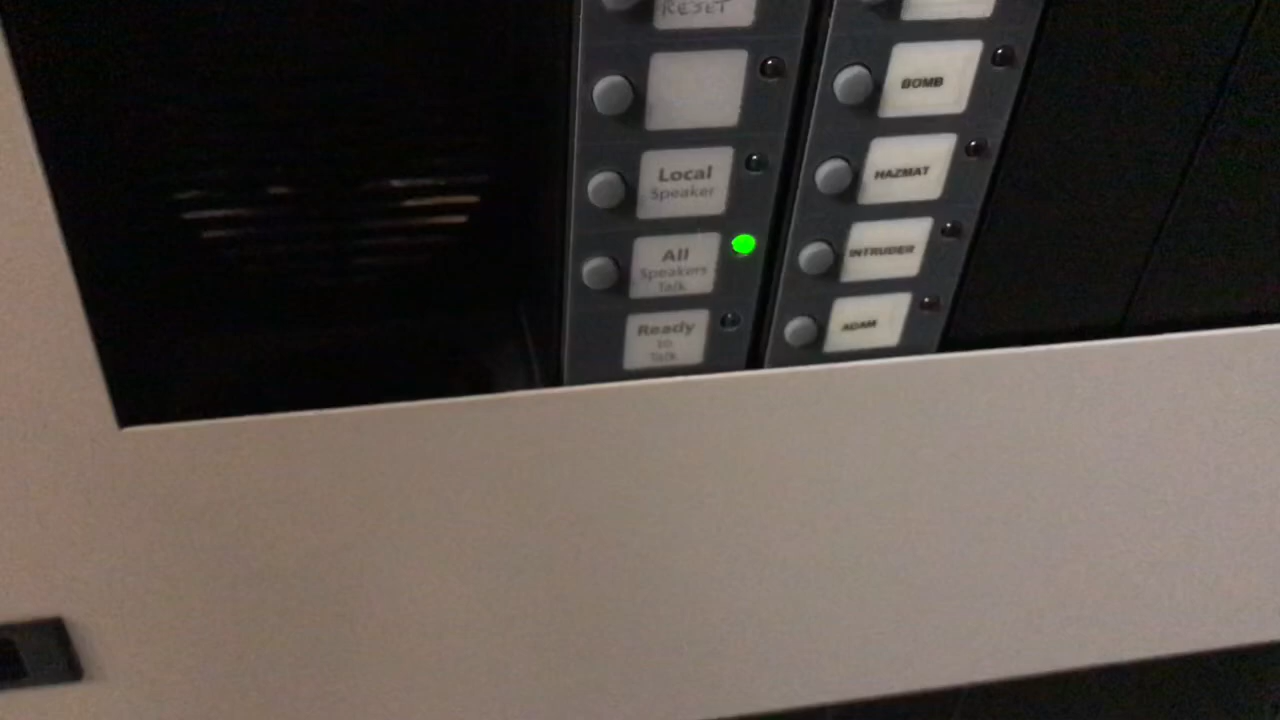 RESET
Local
Speaker
All
Speakers
Talk
Ready
to
Talk
BOMB
HAZMAT
INTRUDER
ADAM